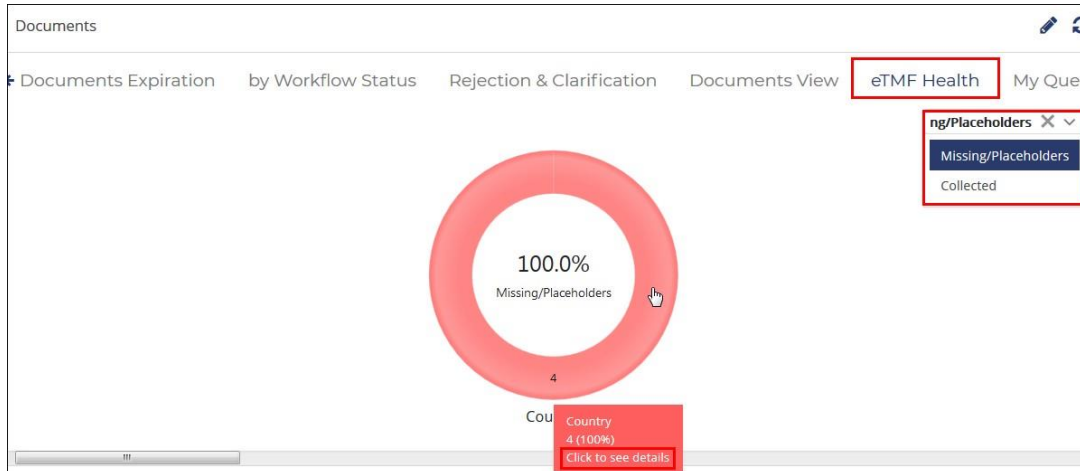 Documents
Documents Expiration by Workflow Status Rejection & Clarification Documents View eTMF Health My Que
ng/Placeholders
Missing/Placeholders
Collected
100.0%
Missing/Placeholders
4
Cou
Country
4 (100%)
Click to see details